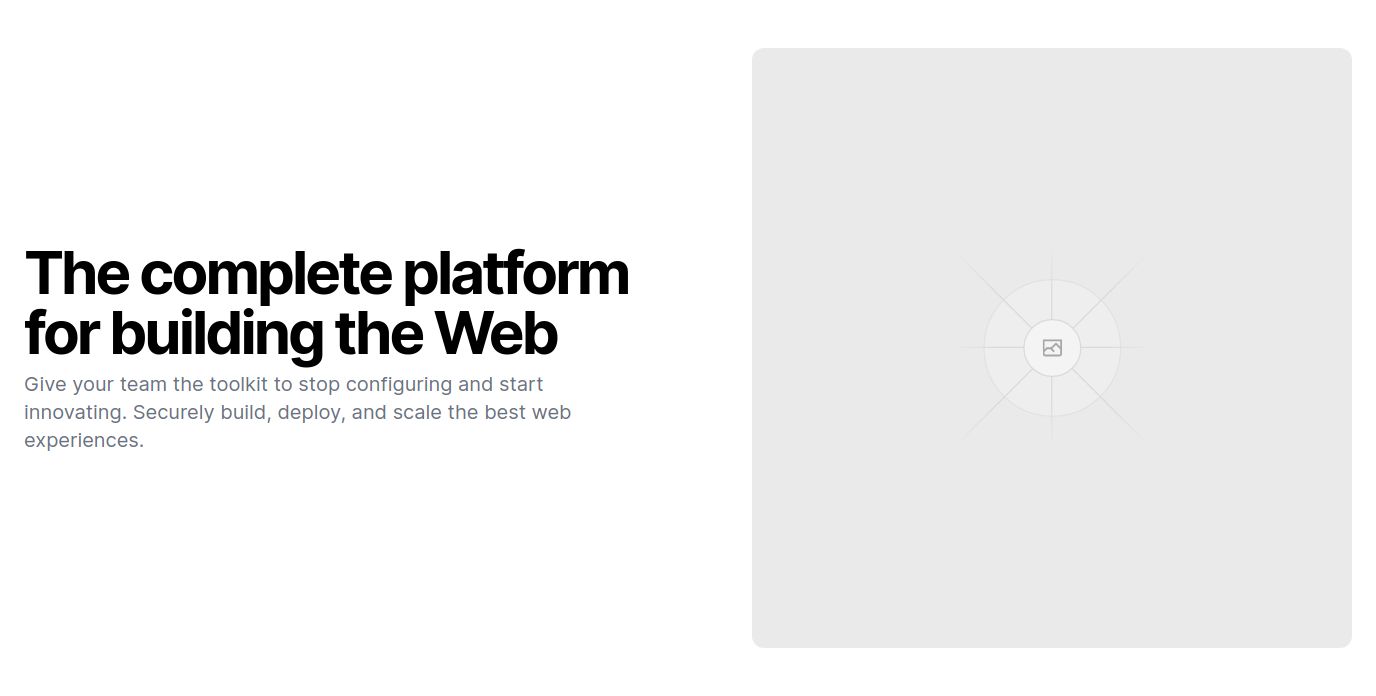 The complete platform
for building the Web
Give your team the toolkit to stop configuring and start
innovating. Securely build, deploy, and scale the best web
experiences.